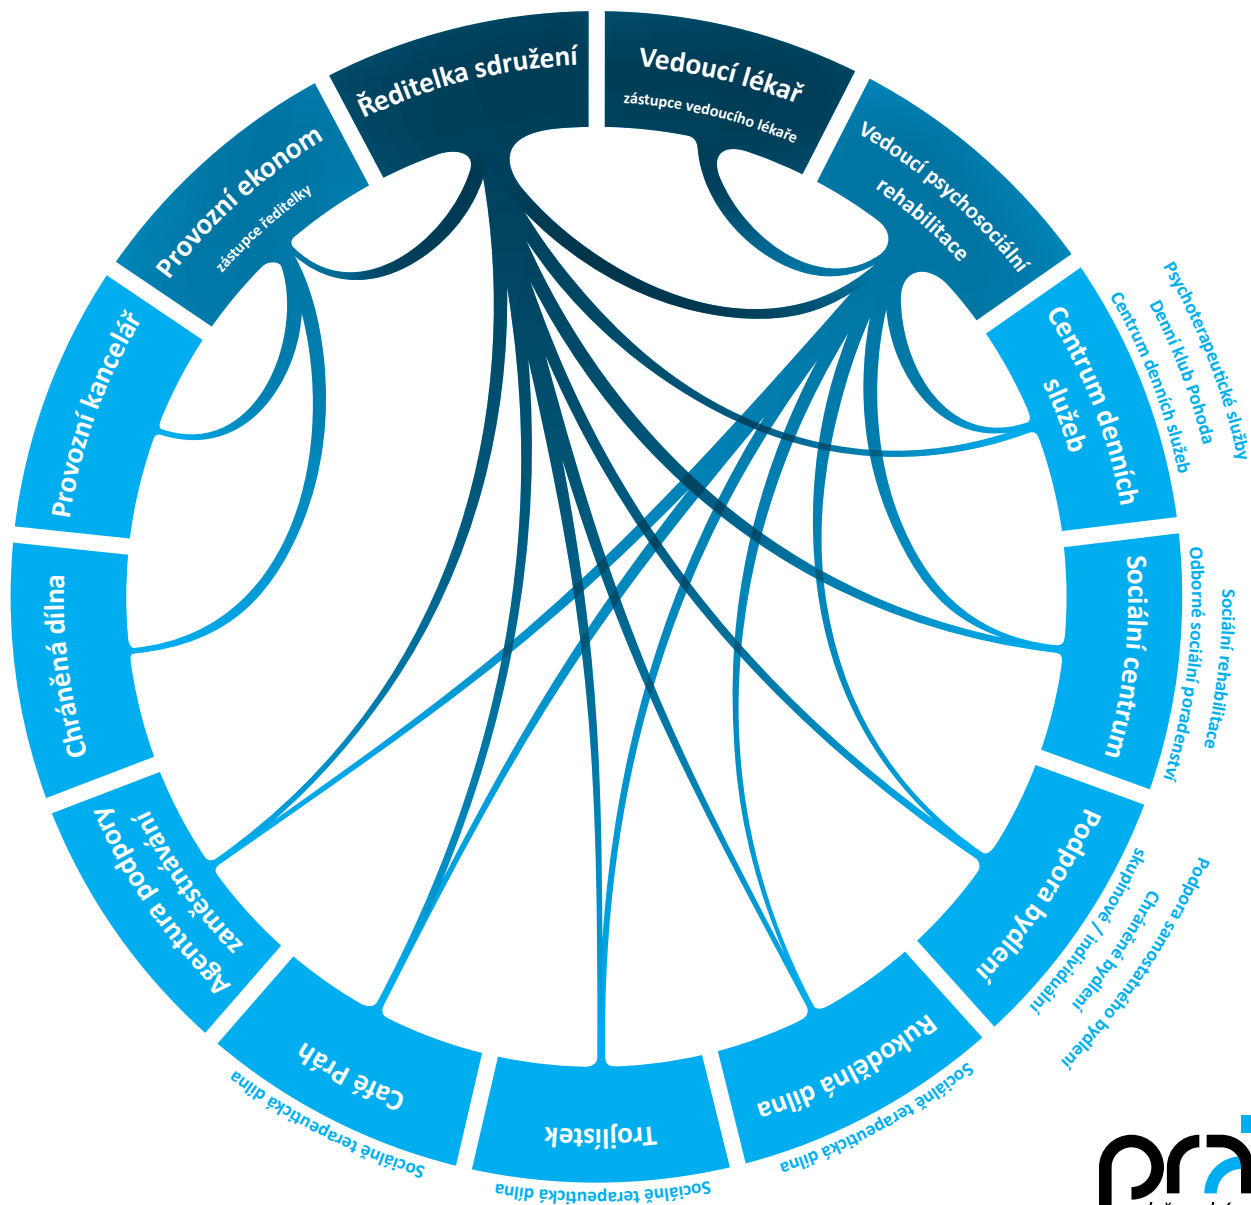 Ředitelka sdružení
Vedoucí lékař
zástupce vedoucího lékaře
Vedoucí psychosociální
rehabilitace
Centrum denních
služeb
Psychoterapeutické služby
Denní klub Pohoda
Centrum denních služeb
Sociální centrum
Sociální rehabilitace
Odborné sociální poradenství
Podpora bydlení
Podpora samostatného bydlení
Chráněné bydlení
skupinové / individuální
Rukodělná dílna
Sociálně terapeutická dílna
Trojlístek
Sociálně terapeutická dílna
Café Práh
Sociálně terapeutická dílna
Agentura podpory
zaměstnávání
Chráněná dílna
Provozní kancelář
Provozní ekonom
zástupce ředitelky